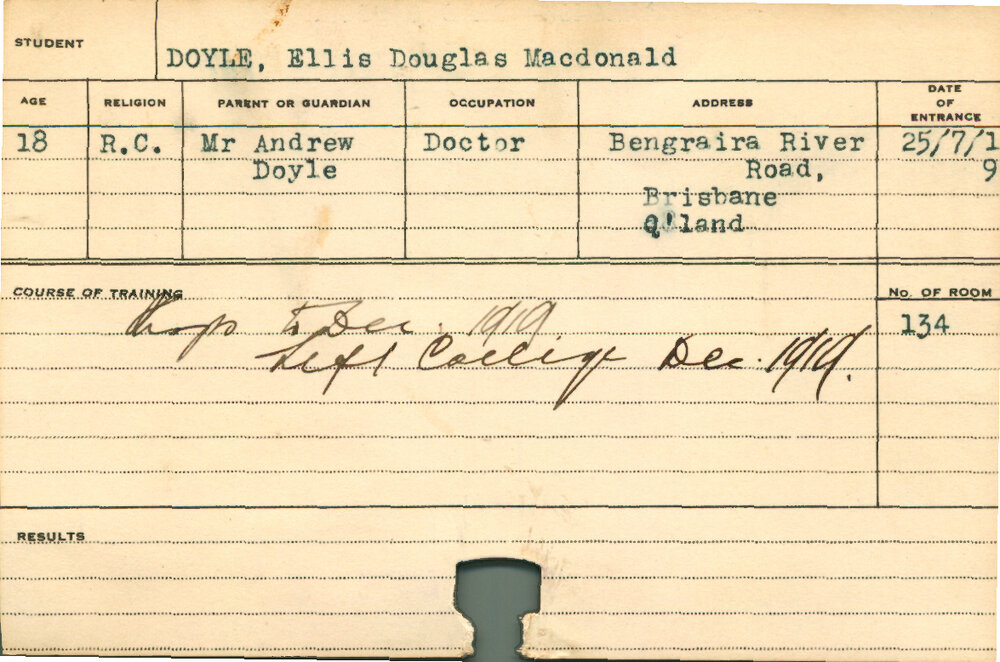 STUDENT
DOYLE, Ellis Douglas Macdonald
AGE RELIGION PARENT OR GUARDIAN OCCUPATION ADDRESS DATE OF ENTRANCE
18 R.C. Mr Andrew Doctor Bengraira River 25/7/1
Doyle Road, 9
Brisbane
Q'land
COURSE OF TRAINING No. OF ROOM
to Dec. 1919 134
Left College Dec. 1919.
RESULTS